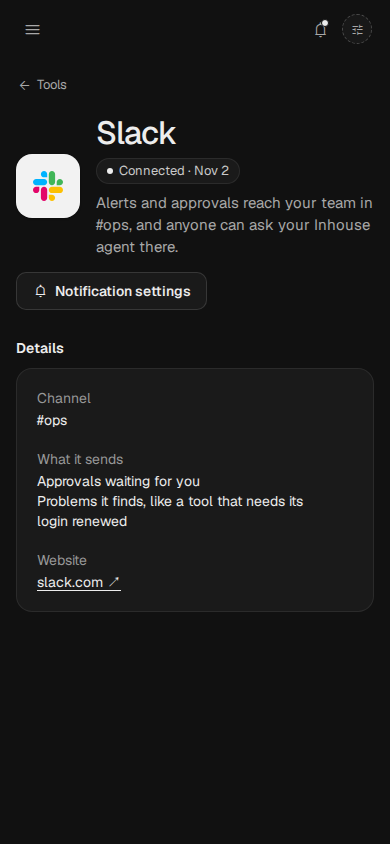 ← Tools
Slack
Connected · Nov 2
Alerts and approvals reach your team in
#ops, and anyone can ask your Inhouse
agent there.
Notification settings
Details
Channel
#ops
What it sends
Approvals waiting for you
Problems it finds, like a tool that needs its
login renewed
Website
slack.com ↗